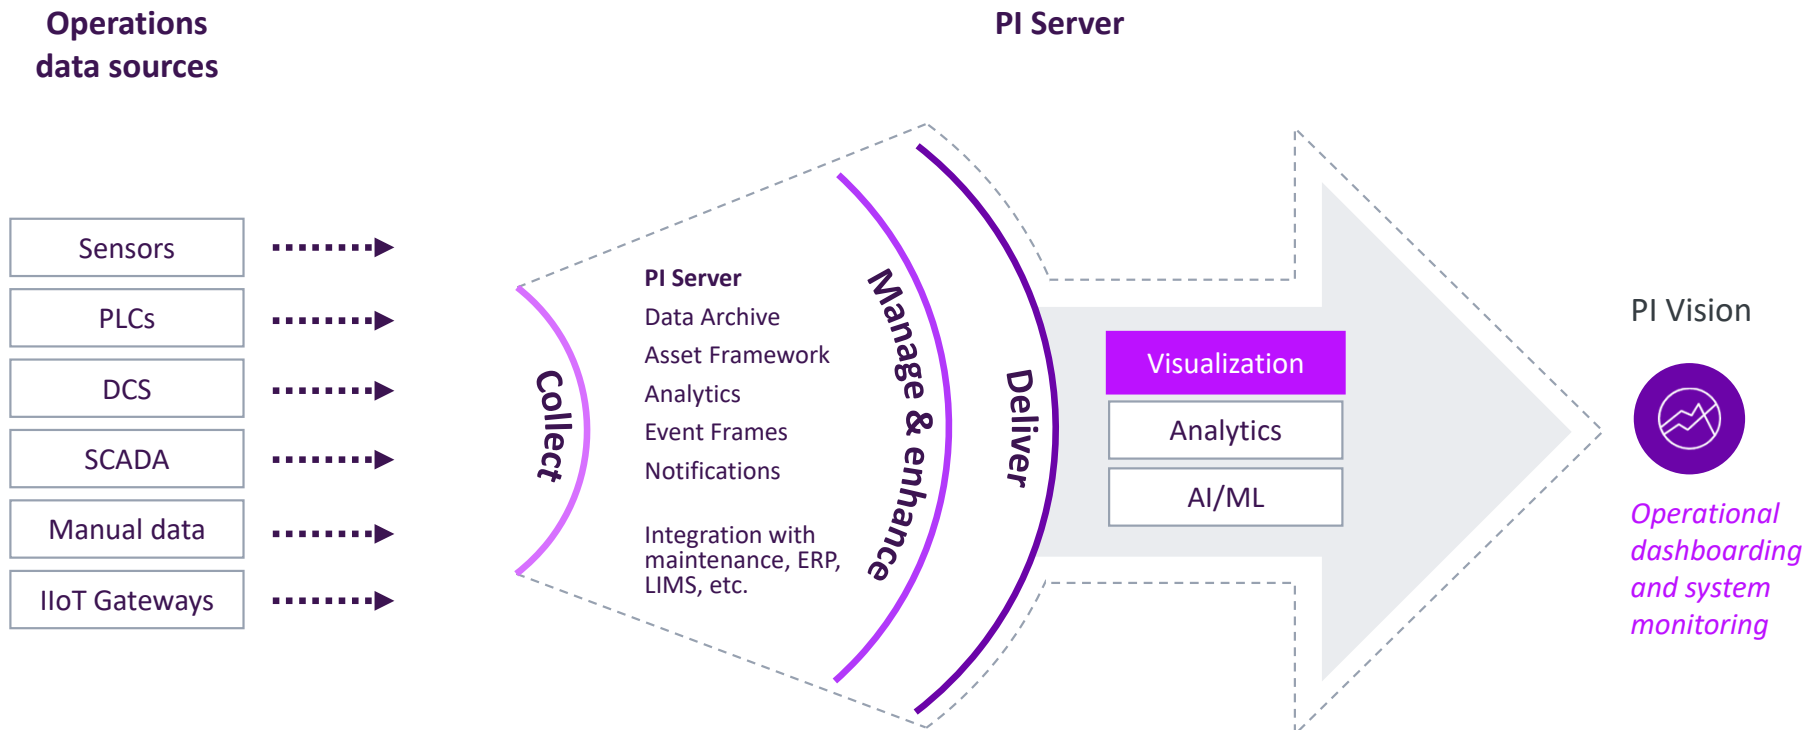 Operations
data sources
PI Server
Sensors
PLCs
DCS
SCADA
Manual data
IIoT Gateways
Collect
PI Server
Data Archive
Asset Framework
Analytics
Event Frames
Notifications
Integration with
maintenance, ERP,
LIMS, etc.
Manage & enhance
Deliver
Visualization
Analytics
AI/ML
PI Vision
Operational
dashboarding
and system
monitoring